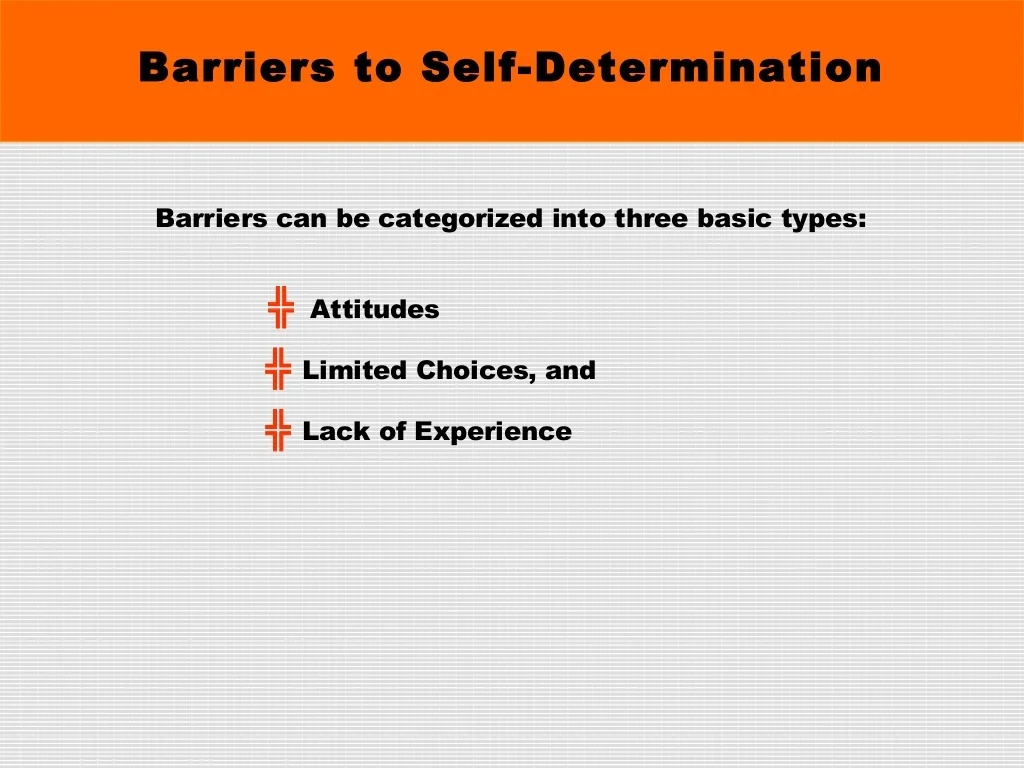 Barriers to Self-Determination
Barriers can be categorized into three basic types:
╬ Attitudes
╬ Limited Choices, and
╬ Lack of Experience